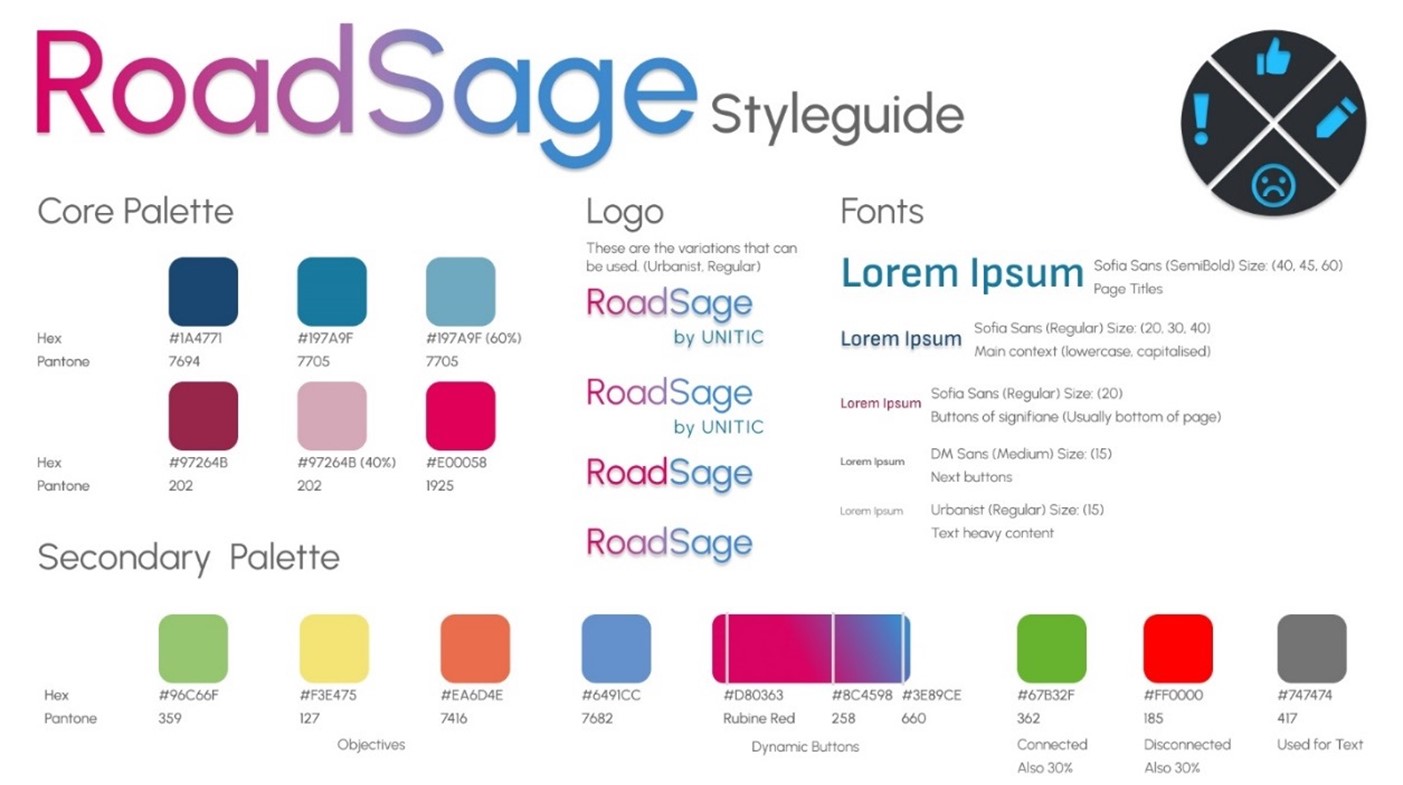 RoadSage Styleguide
Core Palette
Hex #1A4771 #197A9F #197A9F (60%)
Pantone 7694 7705 7705
Hex #97264B #97264B (40%) #E00058
Pantone 202 202 1925
Logo
These are the variations that can
be used. (Urbanist, Regular)
RoadSage
by UNITIC
RoadSage
by UNITIC
RoadSage
RoadSage
Fonts
Lorem Ipsum Sofia Sans (SemiBold) Size: (40, 45, 60)
Page Titles
Lorem Ipsum Sofia Sans (Regular) Size: (20, 30, 40)
Main context (lowercase, capitalised)
Lorem Ipsum Sofia Sans (Regular) Size: (20)
Buttons of signifiane (Usually bottom of page)
Lorem Ipsum DM Sans (Medium) Size: (15)
Next buttons
Lorem Ipsum Urbanist (Regular) Size: (15)
Text heavy content
Secondary Palette
Hex #96C66F #F3E475 #EA6D4E #6491CC #D80363 #8C4598 #3E89CE #67B32F #FF0000 #747474
Pantone 359 127 7416 7682 Rubine Red 258 660 362 185 417
Objectives Dynamic Buttons Connected Disconnected Used for Text
Also 30% Also 30%